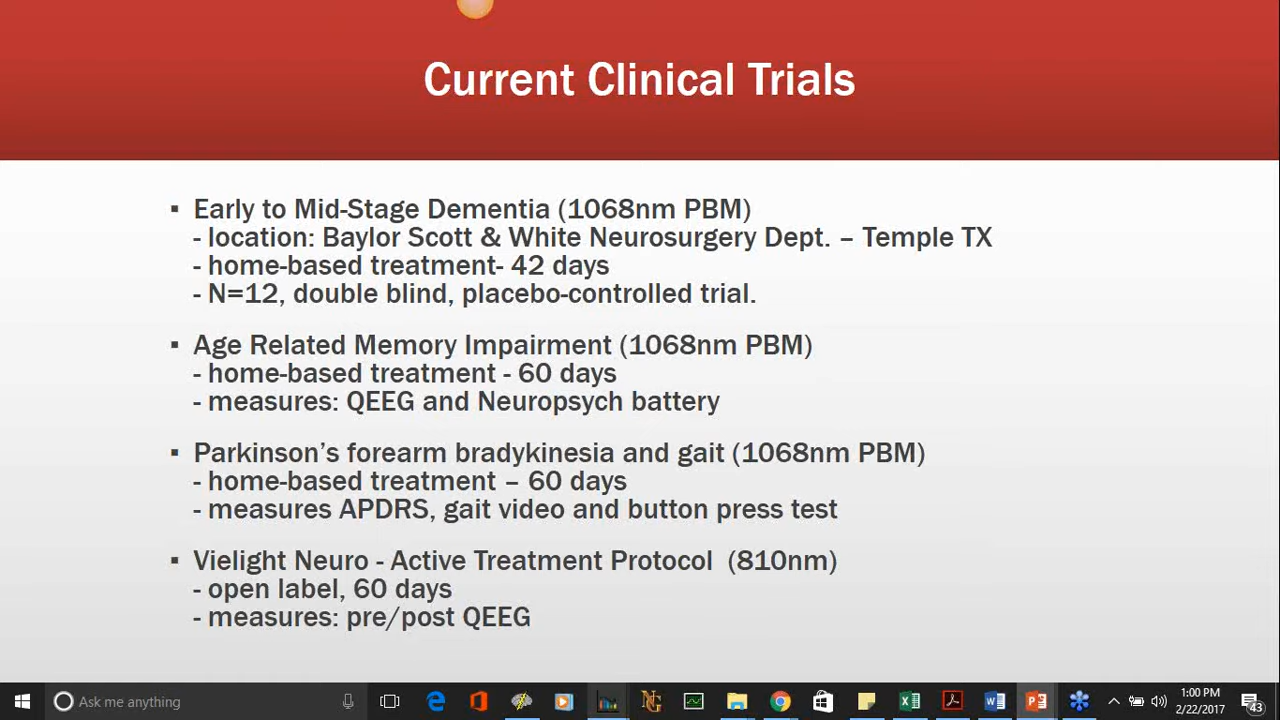 Current Clinical Trials
▪ Early to Mid-Stage Dementia (1068nm PBM)
- location: Baylor Scott & White Neurosurgery Dept. – Temple TX
- home-based treatment- 42 days
- N=12, double blind, placebo-controlled trial.
▪ Age Related Memory Impairment (1068nm PBM)
- home-based treatment - 60 days
- measures: QEEG and Neuropsych battery
▪ Parkinson’s forearm bradykinesia and gait (1068nm PBM)
- home-based treatment – 60 days
- measures APDRS, gait video and button press test
▪ Vielight Neuro - Active Treatment Protocol (810nm)
- open label, 60 days
- measures: pre/post QEEG
Ask me anything
1:00 PM
2/22/2017
43